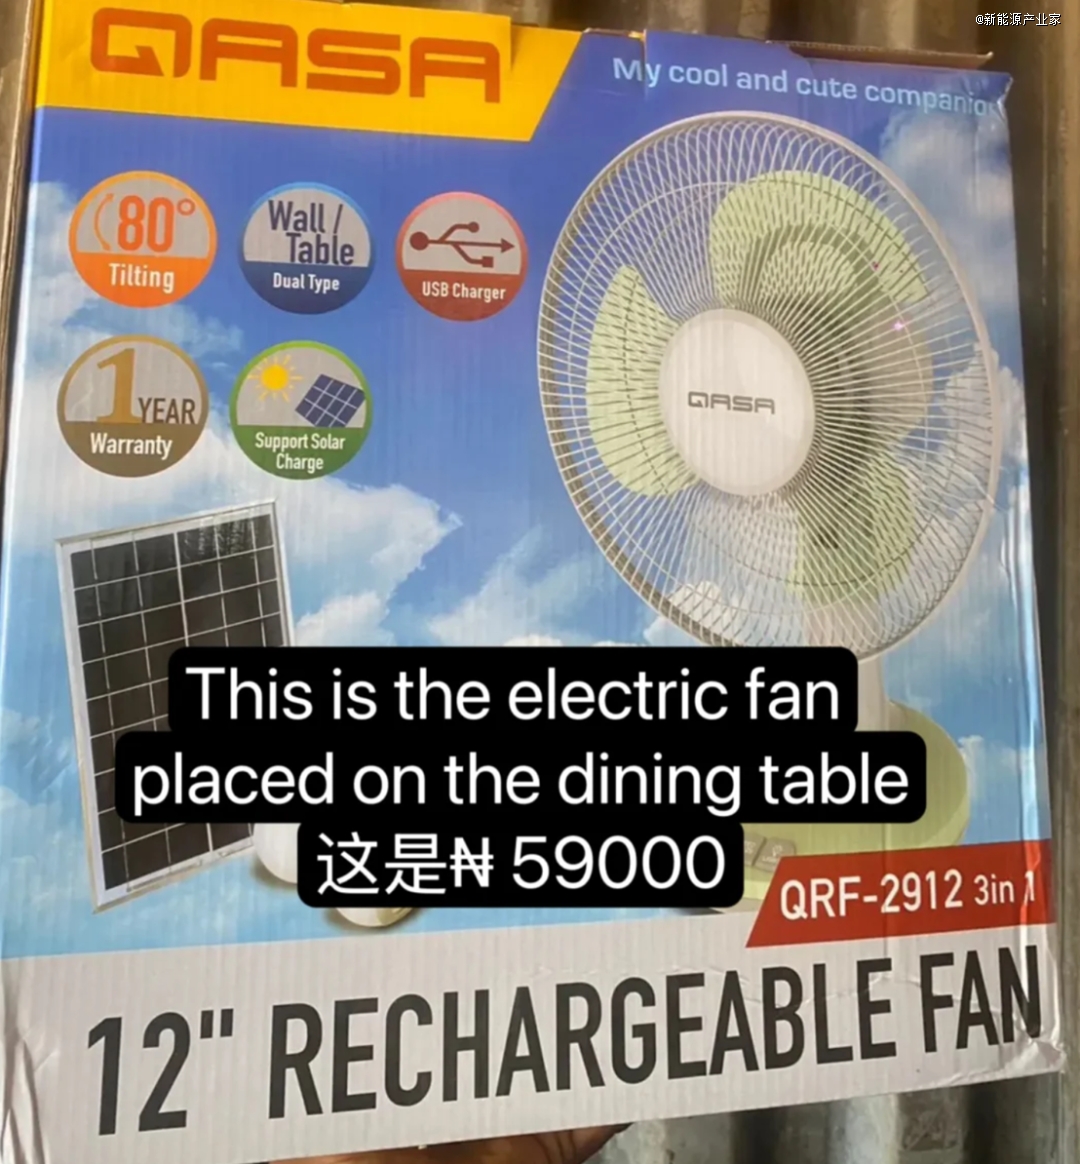 @新能源产业家
QASA
My cool and cute companion
80°
Tilting
Wall /
Table
Dual Type
USB Charger
1 YEAR
Warranty
Support Solar
Charge
QASA
This is the electric fan
placed on the dining table
这是₦ 59000
QRF-2912 3in 1
12" RECHARGEABLE FAN